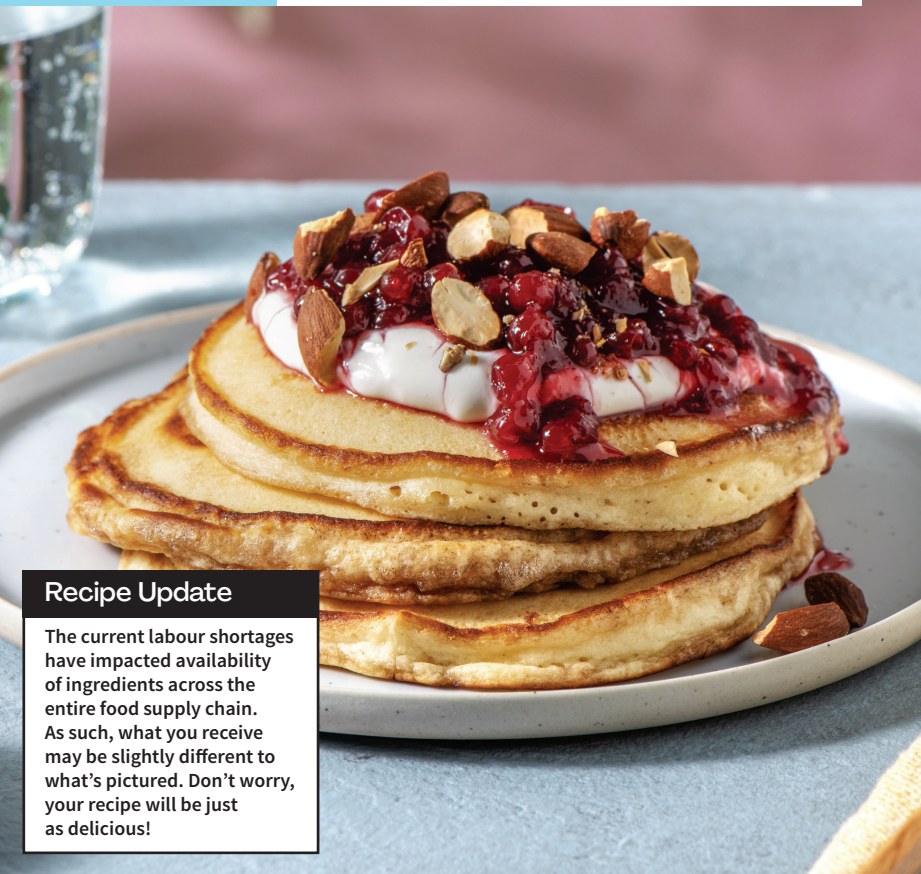 Recipe Update
The current labour shortages
have impacted availability
of ingredients across the
entire food supply chain.
As such, what you receive
may be slightly different to
what’s pictured. Don’t worry,
your recipe will be just
as delicious!